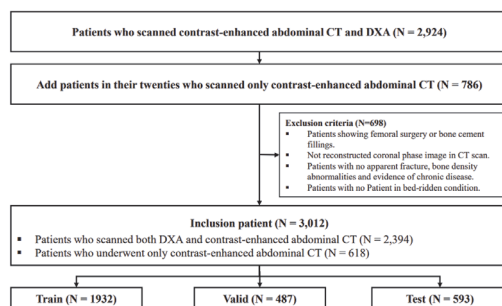 Patients who scanned contrast-enhanced abdominal CT and DXA (N = 2,924)
Add patients in their twenties who scanned only contrast-enhanced abdominal CT (N = 786)
Exclusion criteria (N=698)
▪ Patients showing femoral surgery or bone cement
fillings.
▪ Not reconstructed coronal phase image in CT scan.
▪ Patients with no apparent fracture, bone density
abnormalities and evidence of chronic disease.
▪ Patients with no Patient in bed-ridden condition.
Inclusion patient (N = 3,012)
▪ Patients who scanned both DXA and contrast-enhanced abdominal CT (N = 2,394)
▪ Patients who underwent only contrast-enhanced abdominal CT (N = 618)
Train (N = 1932)
Valid (N = 487)
Test (N = 593)